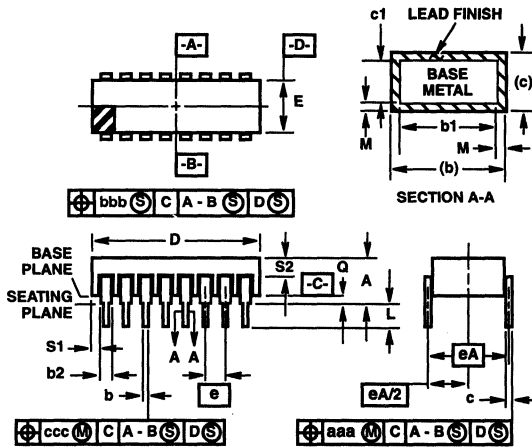 c1 LEAD FINISH
-A- -D-
BASE METAL
E
(c)
M
b1
M
-B-
(b)
SECTION A-A
⌖ bbb Ⓢ C A - B Ⓢ D Ⓢ
D
BASE PLANE
S2
Q
A
-C-
SEATING PLANE
L
S1
A A
eA
b2
b
e
eA/2
c
⌖ ccc Ⓜ C A - B Ⓢ D Ⓢ
⌖ aaa Ⓜ C A - B Ⓢ D Ⓢ